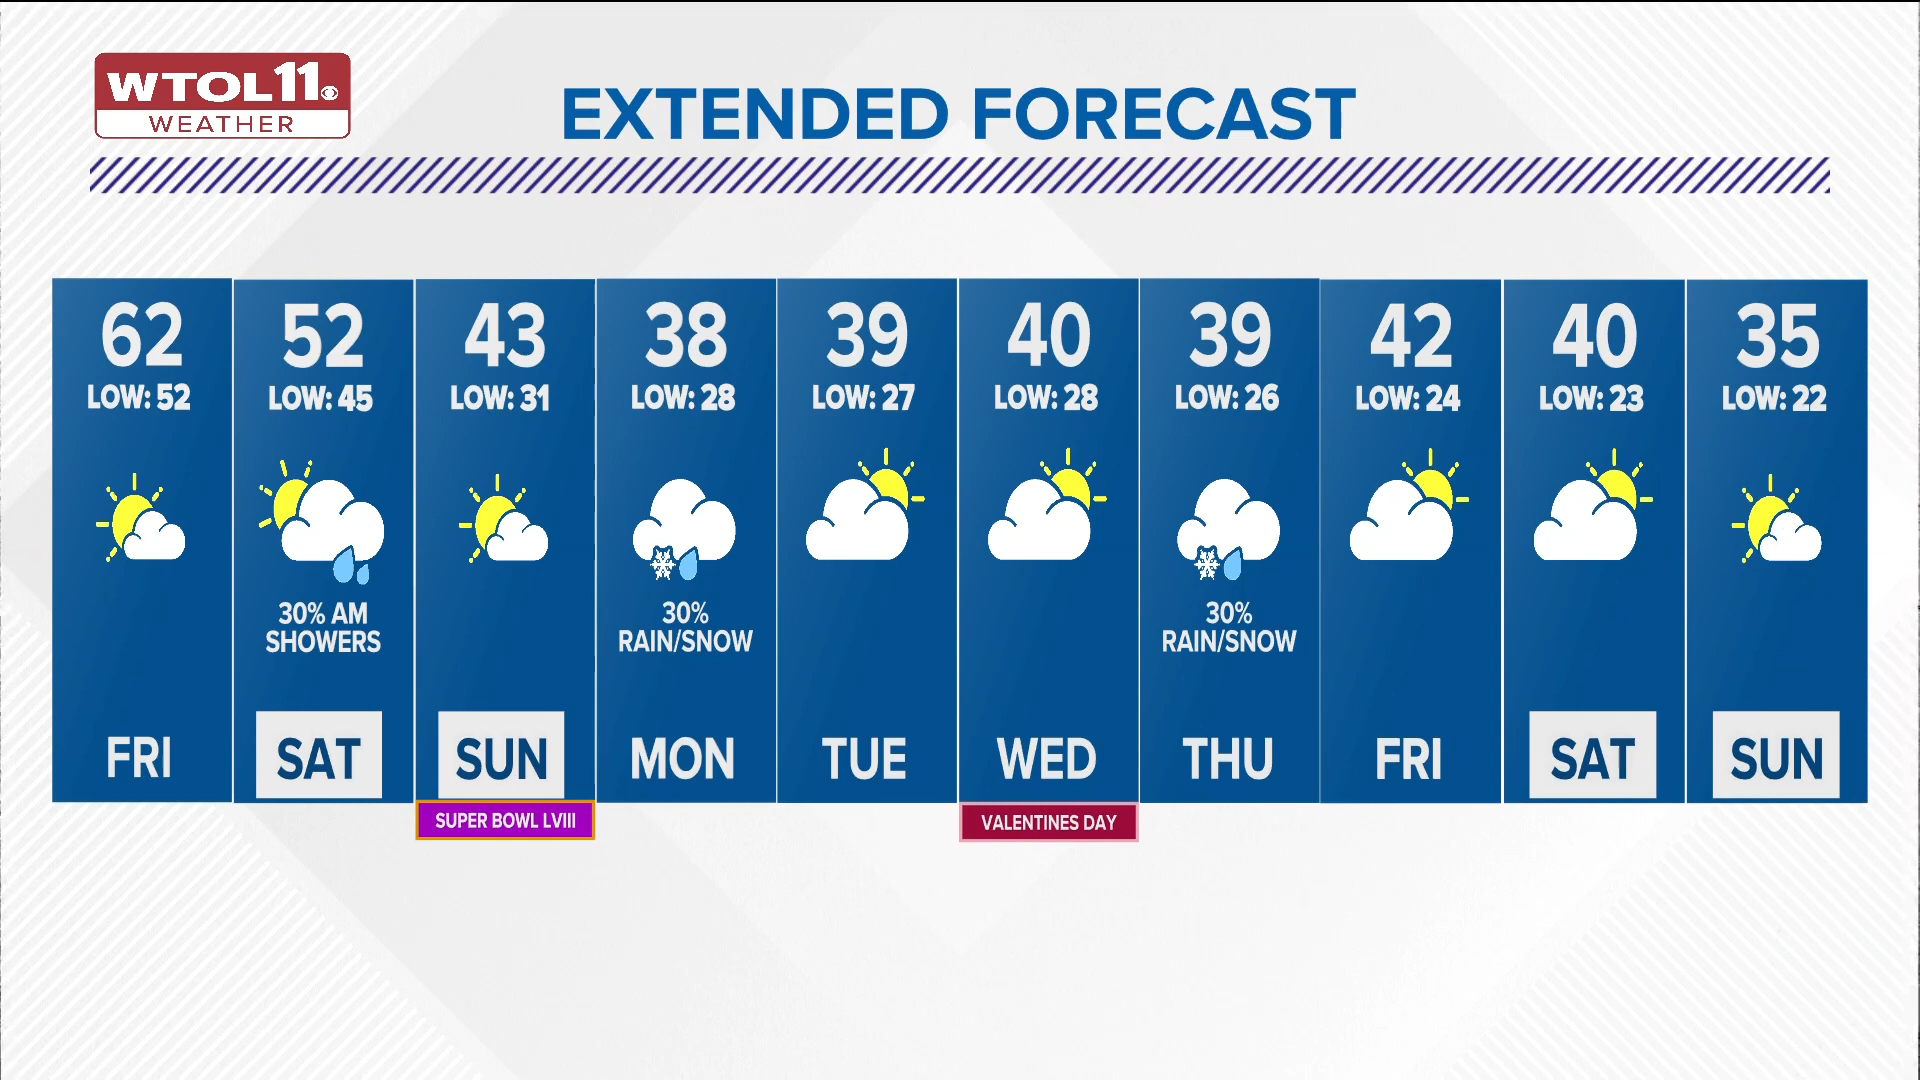 WTOL 11
WEATHER
EXTENDED FORECAST
62
LOW: 52
FRI
52
LOW: 45
30% AM
SHOWERS
SAT
43
LOW: 31
SUN
SUPER BOWL LVIII
38
LOW: 28
30%
RAIN/SNOW
MON
39
LOW: 27
TUE
40
LOW: 28
WED
VALENTINES DAY
39
LOW: 26
30%
RAIN/SNOW
THU
42
LOW: 24
FRI
40
LOW: 23
SAT
35
LOW: 22
SUN